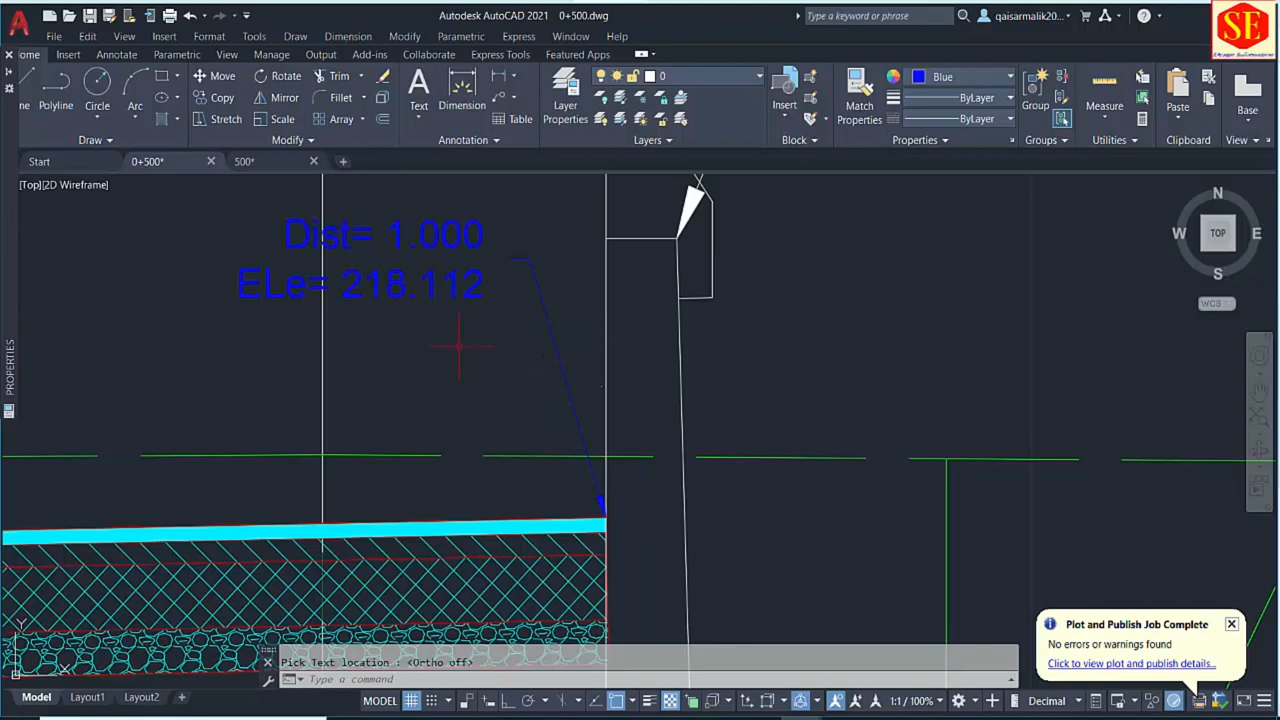 Autodesk AutoCAD 2021 0+500.dwg
Type a keyword or phrase
qaisarmalik20...
SE
File Edit View Insert Format Tools Draw Dimension Modify Parametric Express Window Help
ome Insert Annotate Parametric View Manage Output Add-ins Collaborate Express Tools Featured Apps
Move Rotate Trim 0 Blue
ne Polyline Circle Arc Copy Mirror Fillet Text Dimension Layer Properties Insert Match Properties ByLayer Group Measure Paste Base
Stretch Scale Array Table ByLayer
Draw Modify Annotation Layers Block Properties Groups Utilities Clipboard View
Start 0+500* 500*
[Top][2D Wireframe]
N
W TOP E
S
WCS
Dist= 1.000
ELe= 218.112
PROPERTIES
Y
X
Plot and Publish Job Complete
No errors or warnings found
Click to view plot and publish details...
Pick Text location : <Ortho off>
Type a command
Model Layout1 Layout2
MODEL 1:1 / 100% Decimal